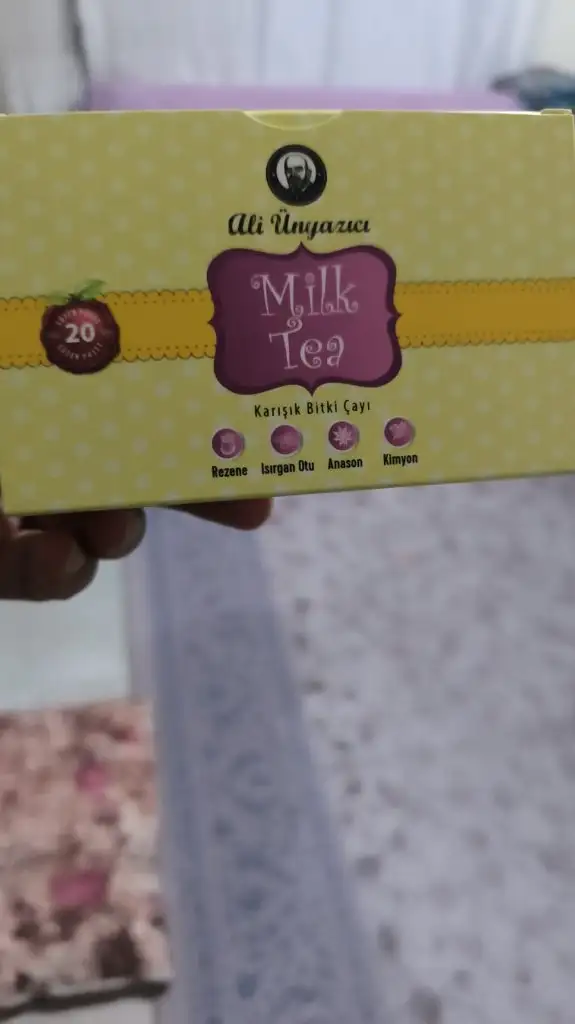 Ali Ünyazıcı
Milk
Tea
20
Karışık Bitki Çayı
Rezene Isırgan Otu Anason Kimyon